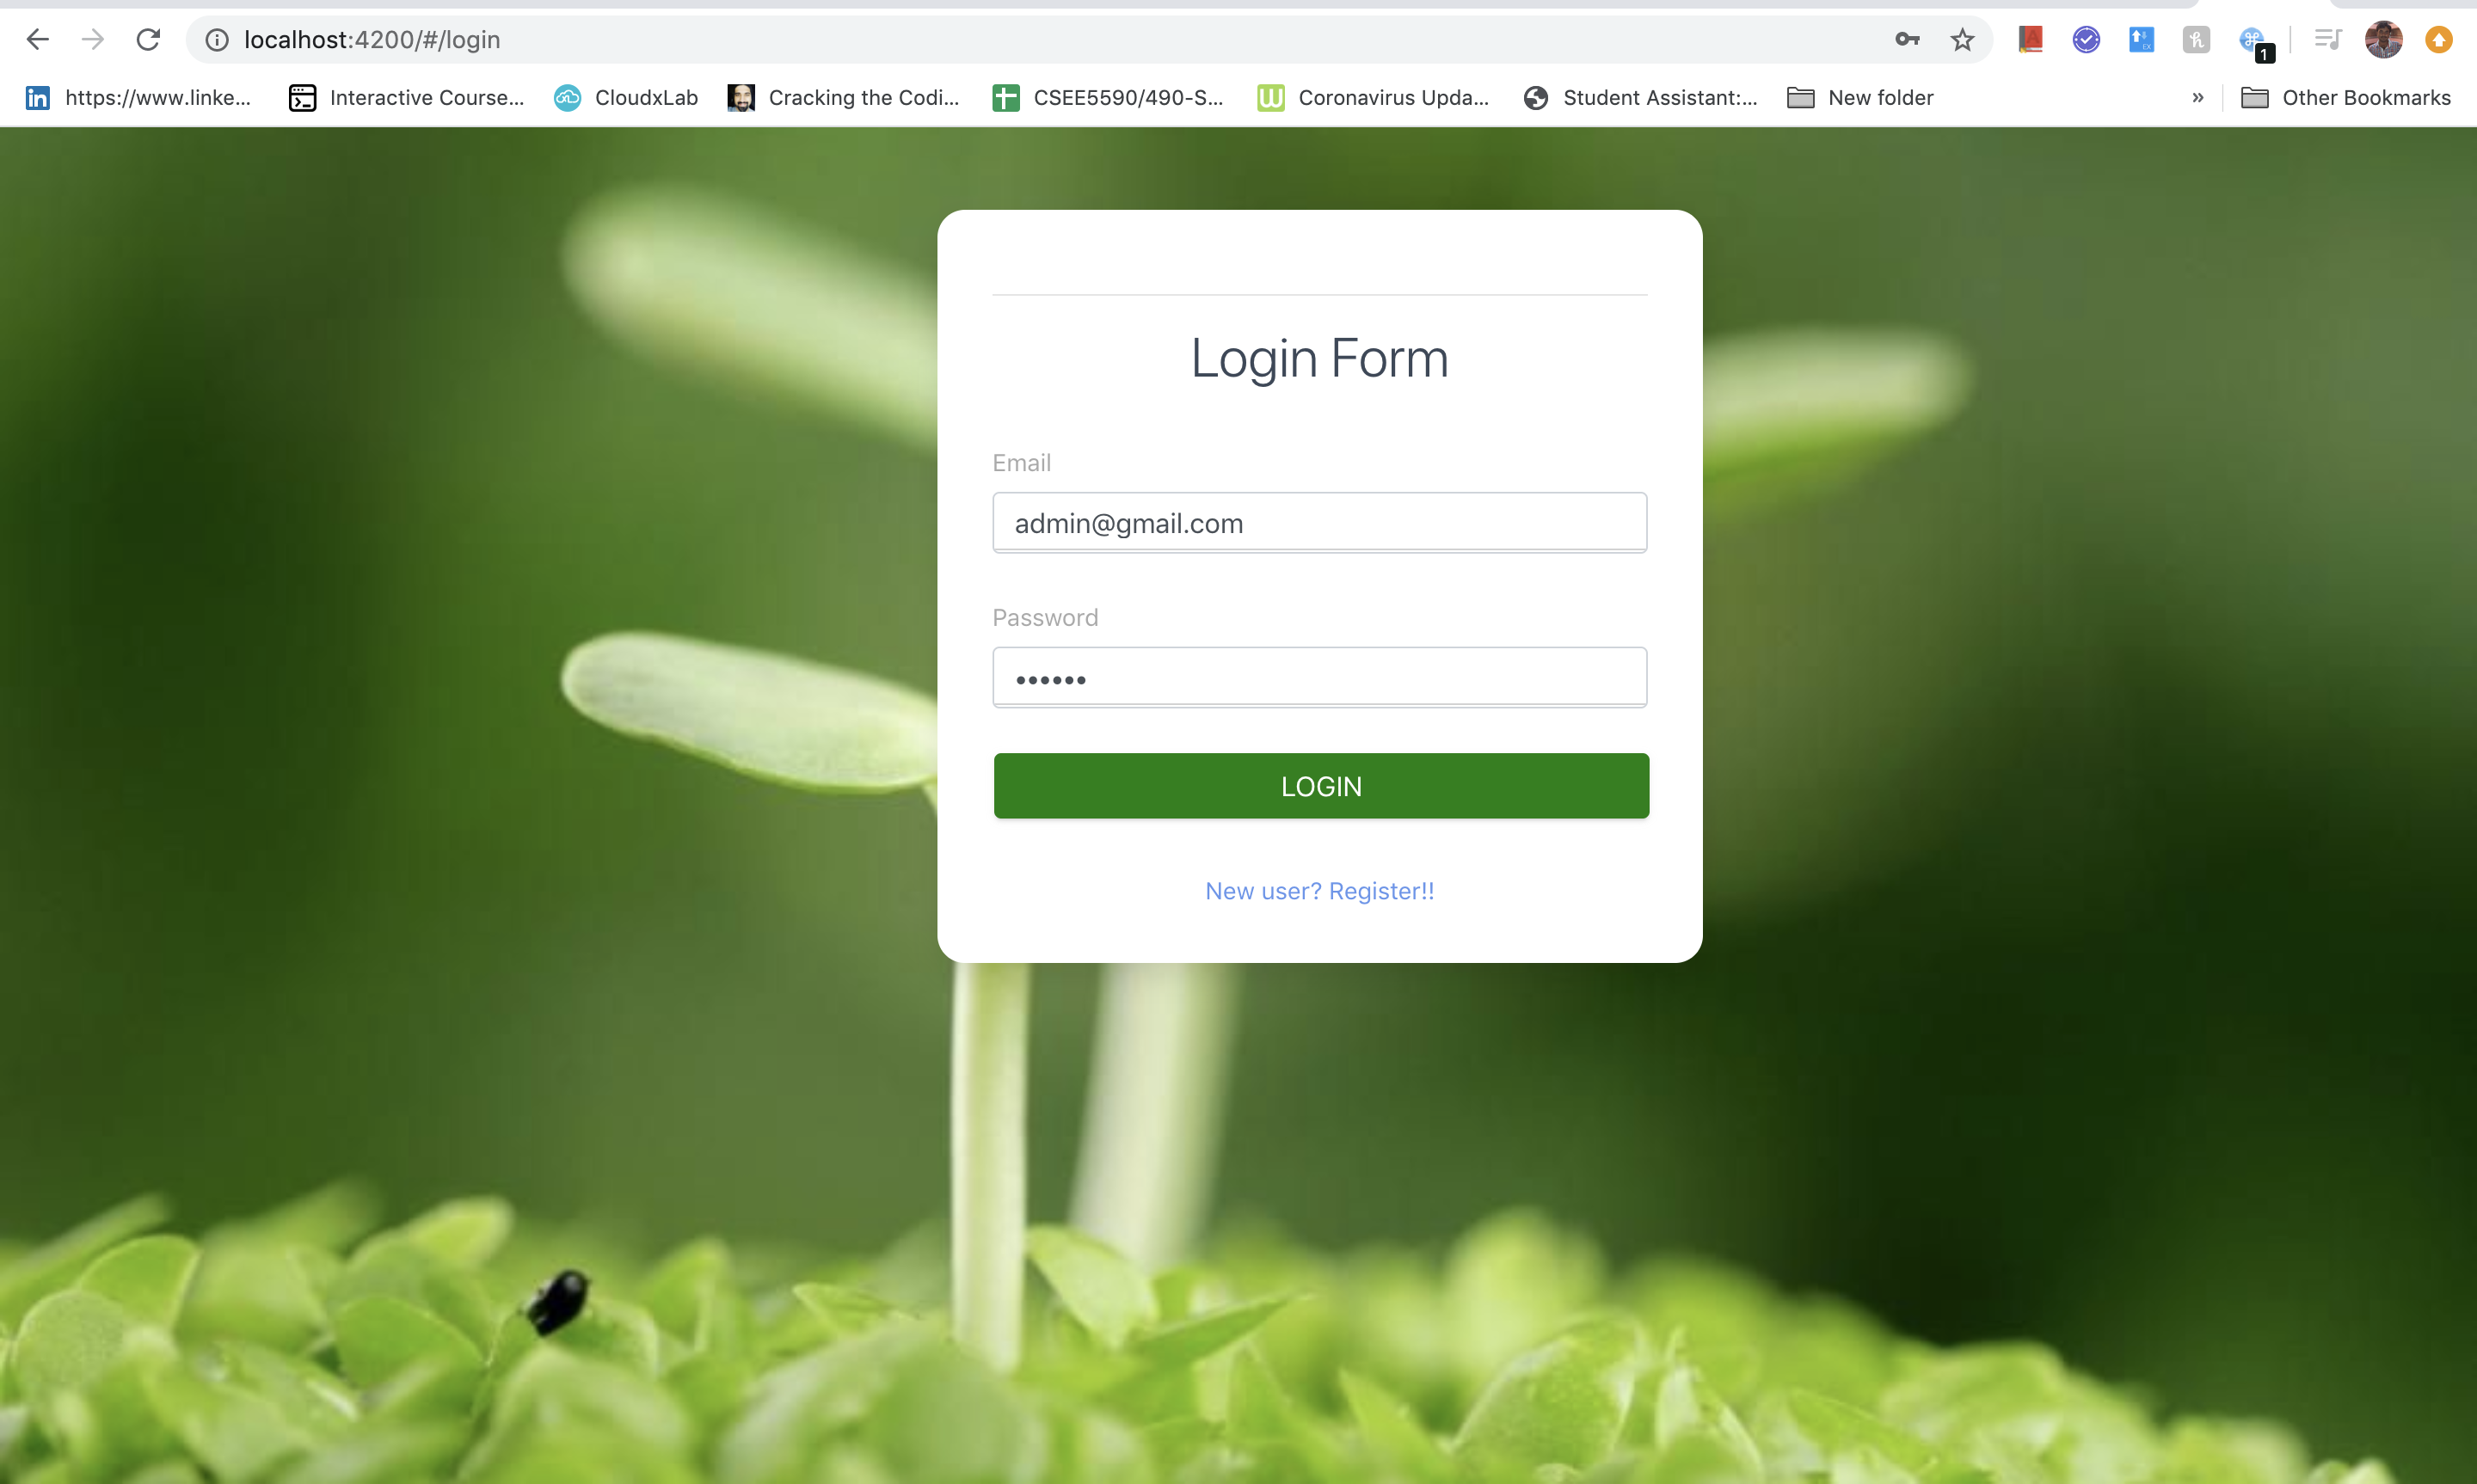 localhost:4200/#/login
1
https://www.linke... Interactive Course... CloudxLab Cracking the Codi... CSEE5590/490-S... Coronavirus Upda... Student Assistant:... New folder » Other Bookmarks
Login Form
Email
admin@gmail.com
Password
••••••
LOGIN
New user? Register!!